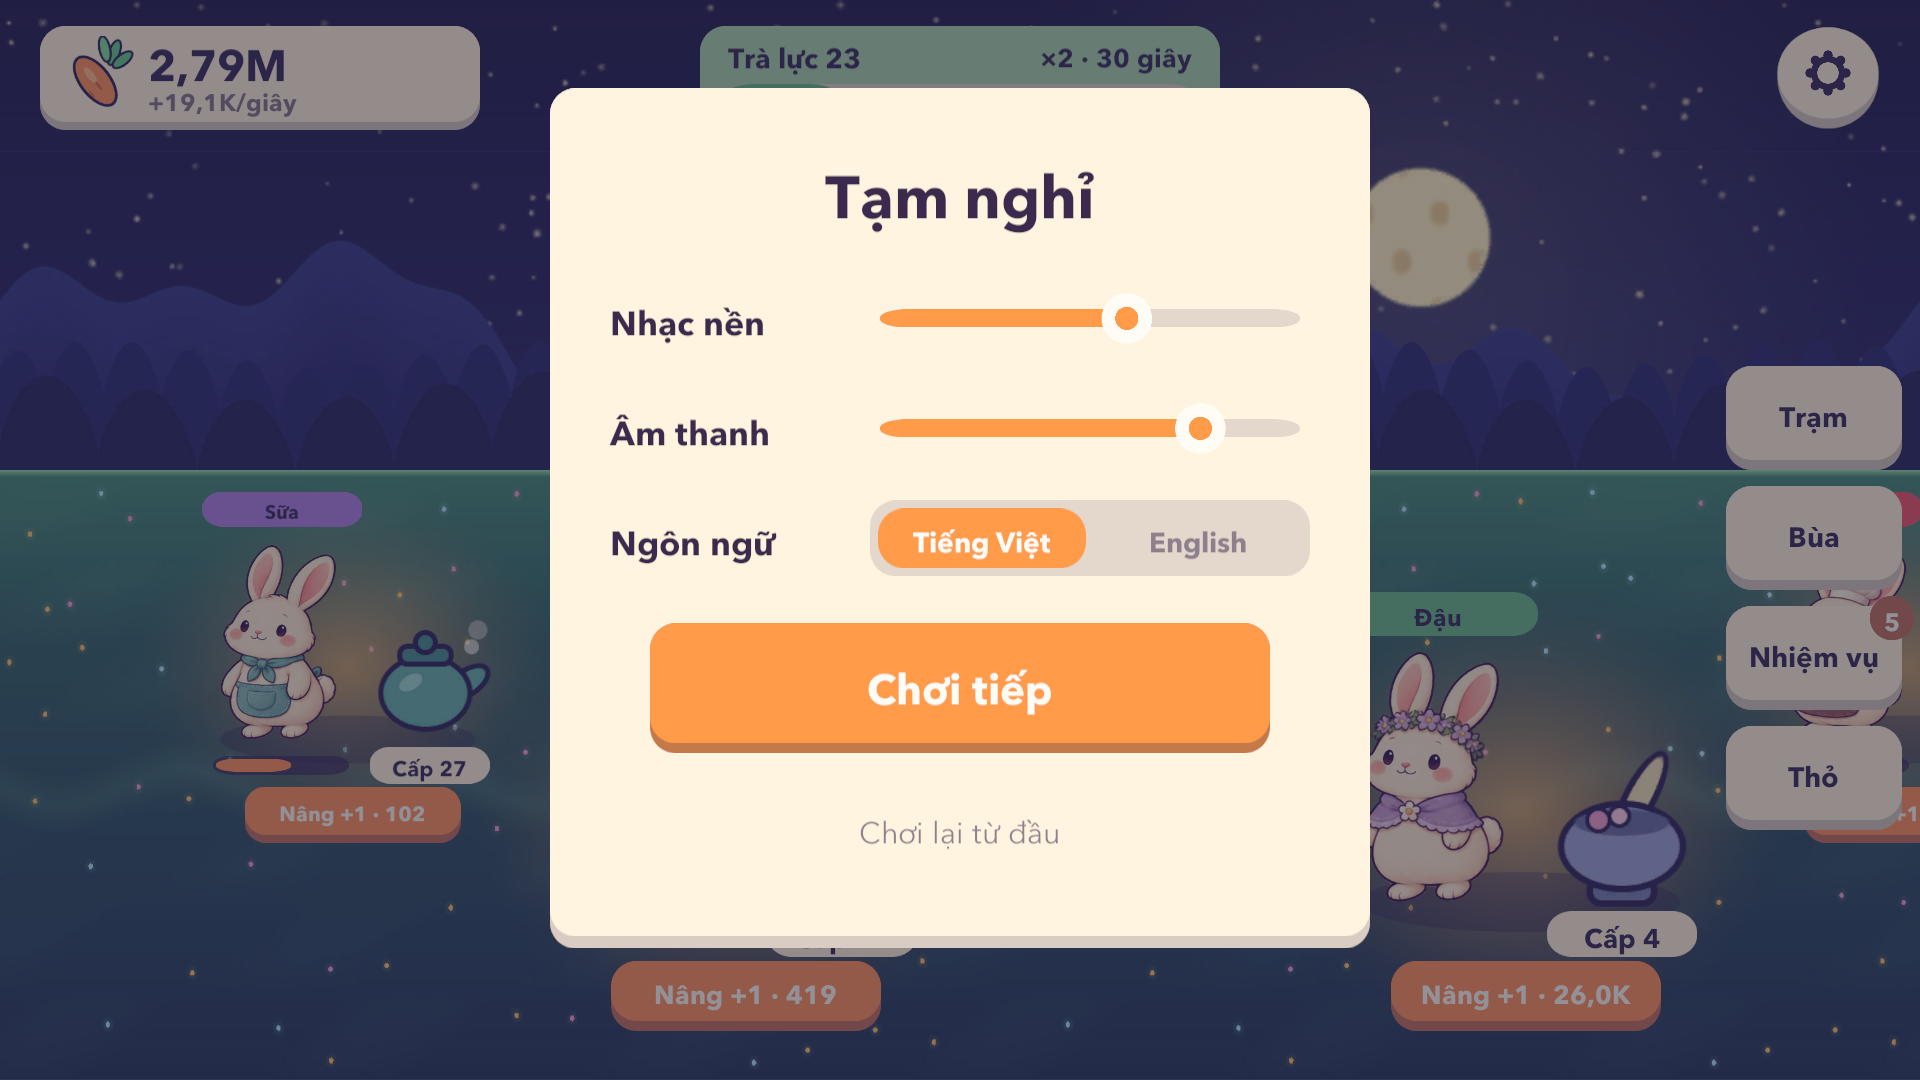 2,79M
+19,1K/giây
Trà lực 23
×2 · 30 giây
Tạm nghỉ
Nhạc nền
Âm thanh
Ngôn ngữ
Tiếng Việt
English
Chơi tiếp
Chơi lại từ đầu
Sữa
Cấp 27
Nâng +1 · 102
Nâng +1 · 419
Đậu
Cấp 4
Nâng +1 · 26,0K
Trạm
Bùa
Nhiệm vụ
5
Thỏ